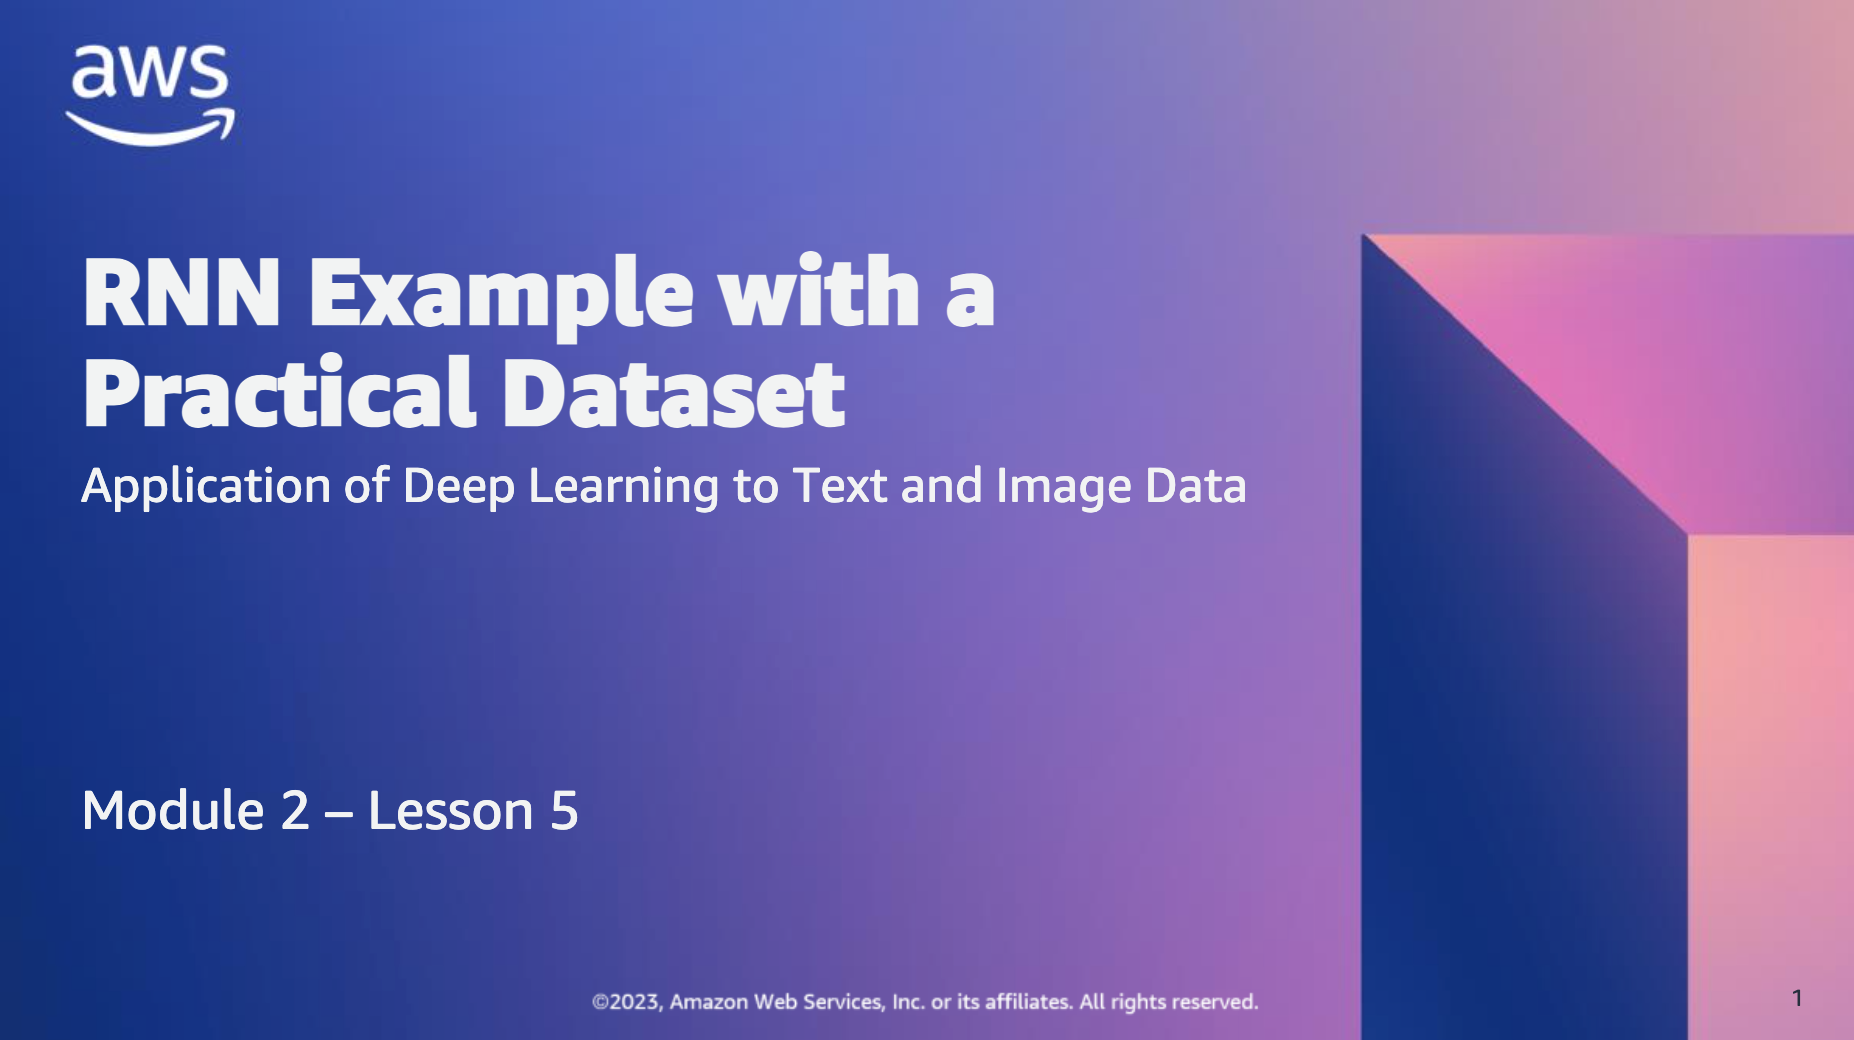 aws
RNN Example with a
Practical Dataset
Application of Deep Learning to Text and Image Data
Module 2 – Lesson 5
©2023, Amazon Web Services, Inc. or its affiliates. All rights reserved.
1